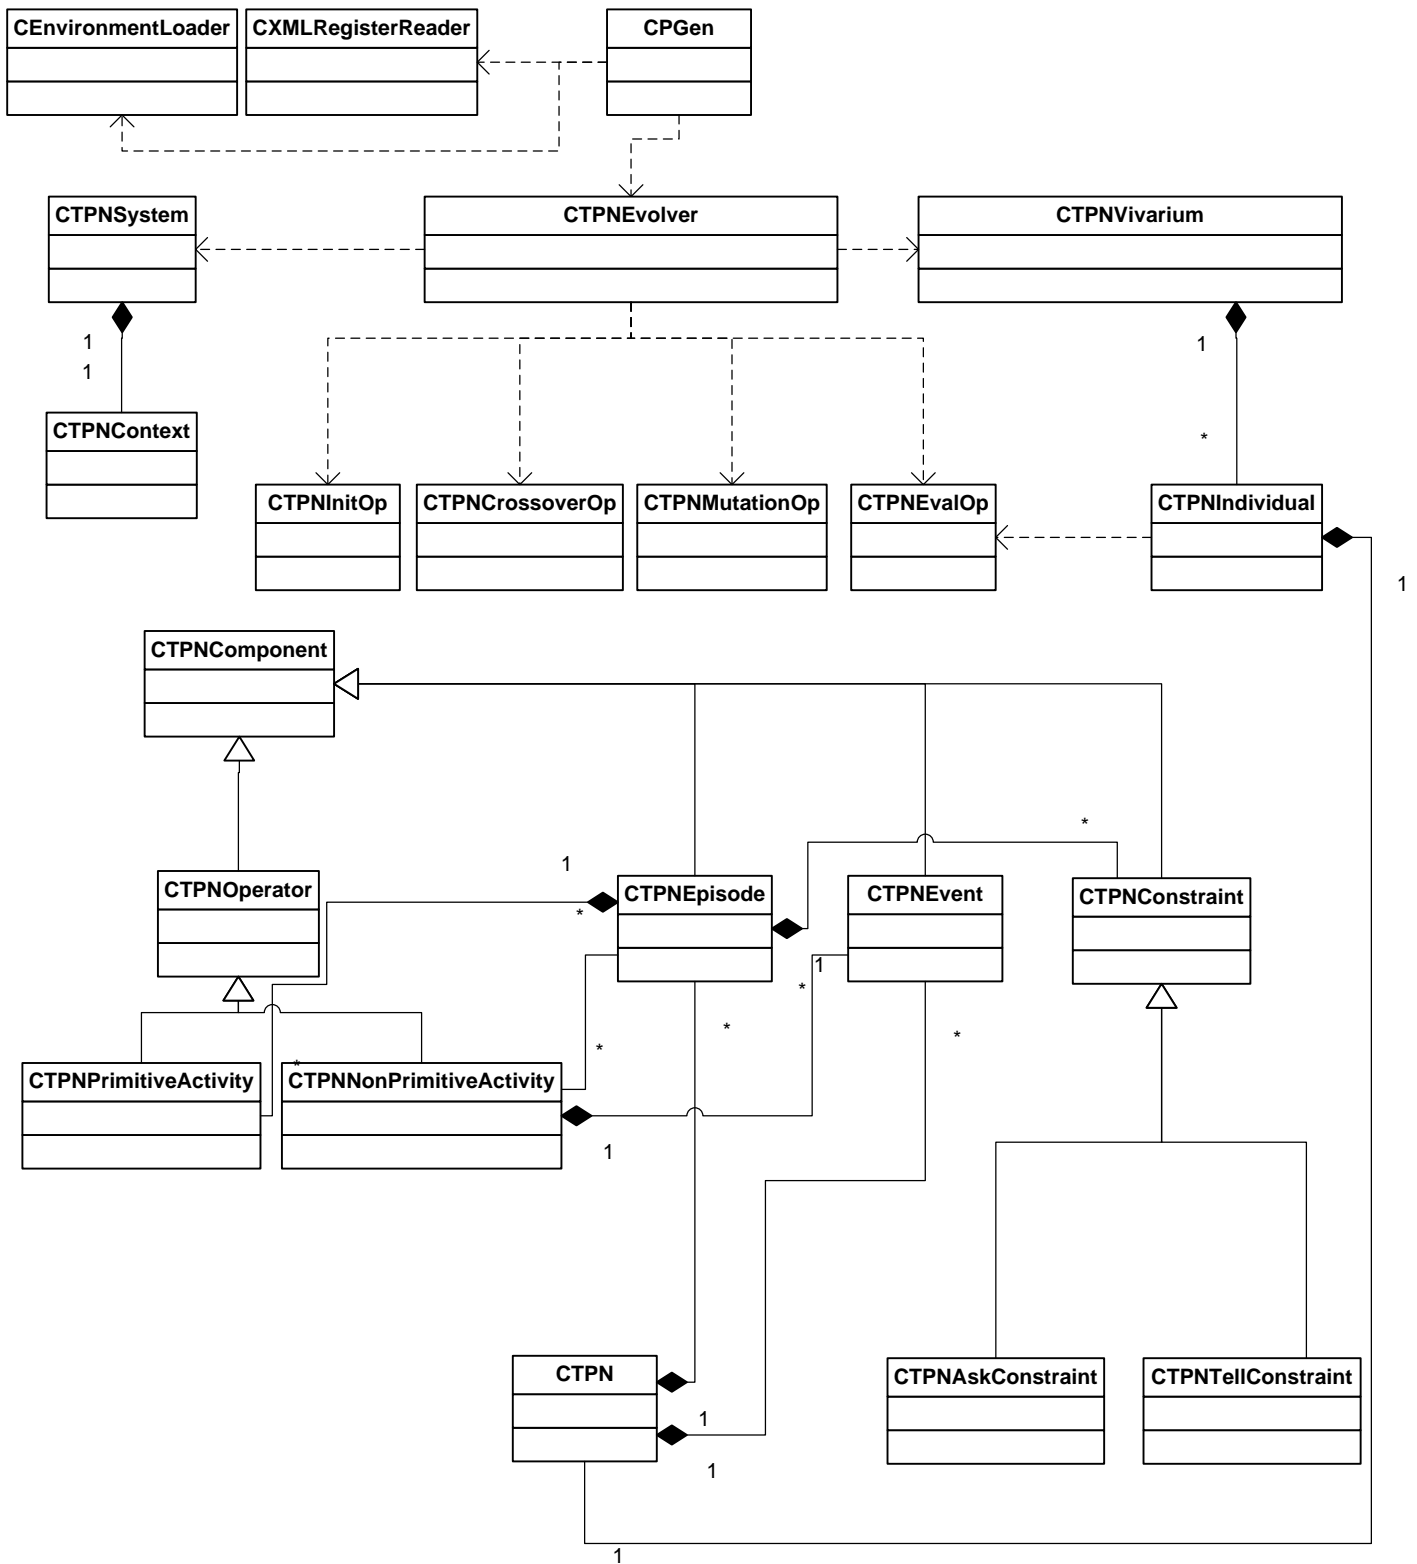 CEnvironmentLoader
CXMLRegisterReader
CPGen
CTPNSystem
CTPNEvolver
CTPNVivarium
1
1
1
*
CTPNContext
CTPNInitOp
CTPNCrossoverOp
CTPNMutationOp
CTPNEvalOp
CTPNIndividual
1
CTPNComponent
*
1
CTPNOperator
CTPNEpisode
CTPNEvent
CTPNConstraint
*
1
*
*
*
*
*
CTPNPrimitiveActivity
CTPNNonPrimitiveActivity
1
CTPN
CTPNAskConstraint
CTPNTellConstraint
1
1
1